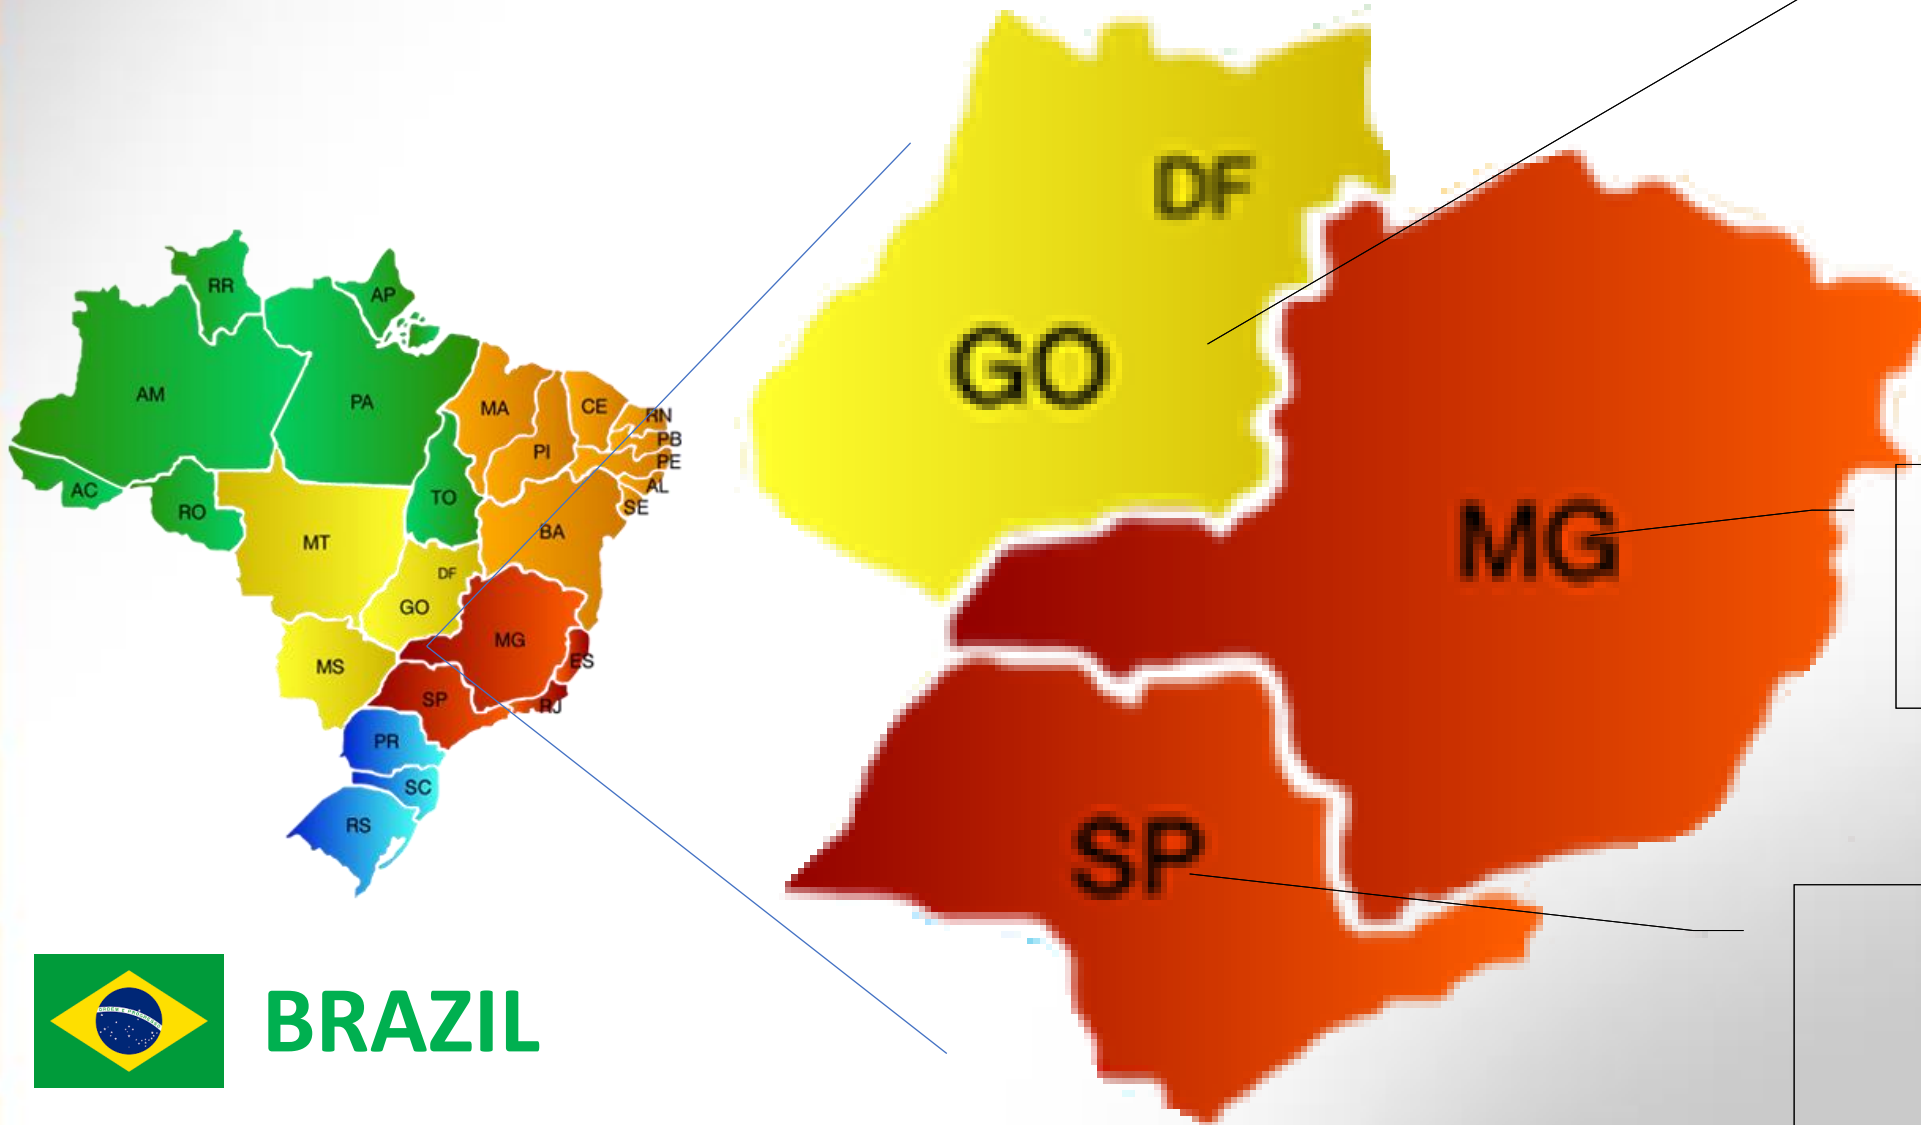 RR
AP
AM
PA
MA
CE
RN
PB
PI
PE
AL
AC
TO
SE
RO
BA
MT
DF
GO
MG
ES
MS
SP
RJ
PR
SC
RS
DF
GO
MG
SP
BRAZIL